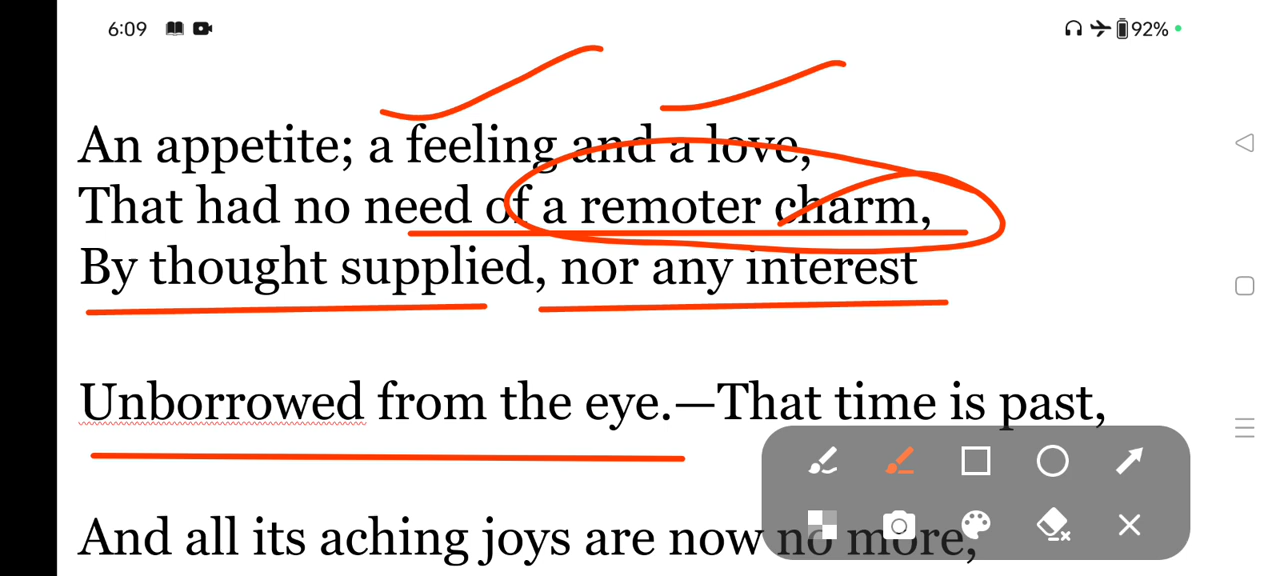 6:09 92%
An appetite; a feeling and a love,
That had no need of a remoter charm,
By thought supplied, nor any interest
Unborrowed from the eye.—That time is past,
And all its aching joys are now no more,